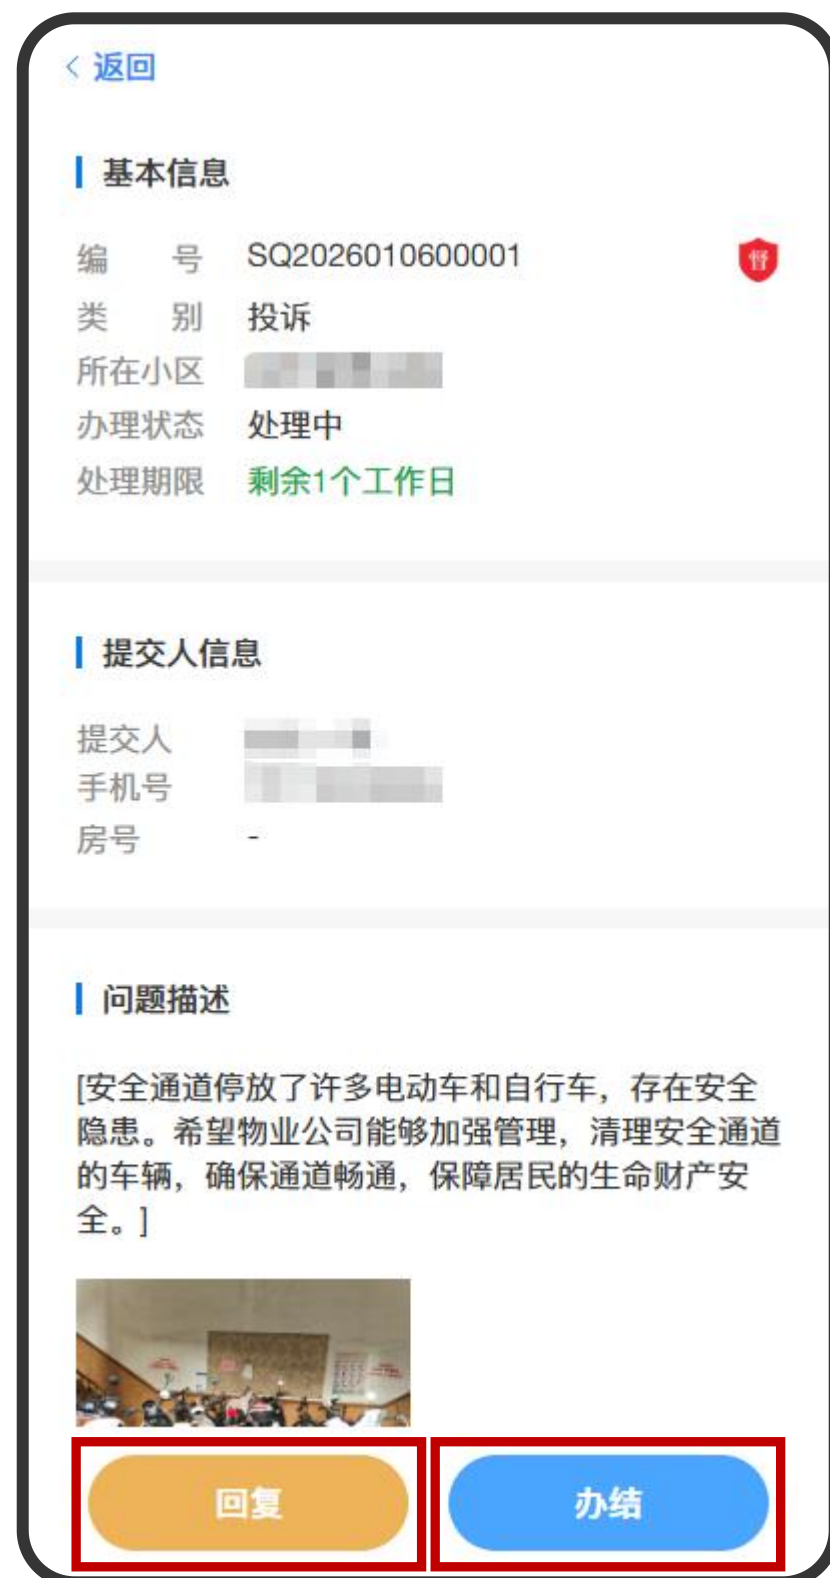 返回
基本信息
编 号 SQ2026010600001 督
类 别 投诉
所在小区
办理状态 处理中
处理期限 剩余1个工作日
提交人信息
提交人
手机号
房号 -
问题描述
[安全通道停放了许多电动车和自行车，存在安全
隐患。希望物业公司能够加强管理，清理安全通道
的车辆，确保通道畅通，保障居民的生命财产安
全。]
回复 办结